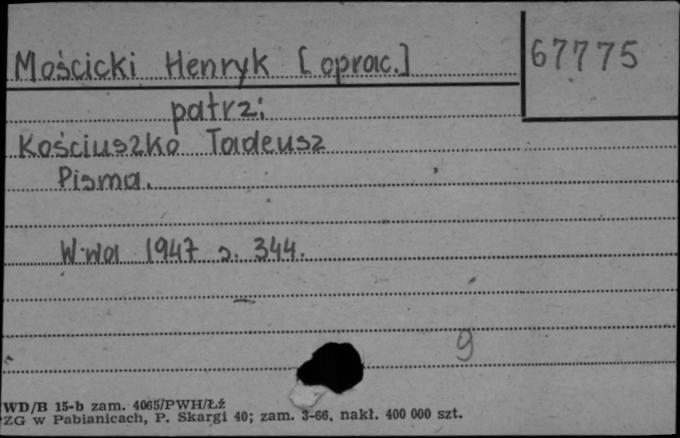 Mościcki Henryk [oprac.]
67775
patrz:
Kościuszko Tadeusz
Pisma.
W-wa 1947 s. 344.
9
WD/B 15-b zam. 4065/PWH/Łź
ZG w Pabianicach, P. Skargi 40; zam. 3-66, nakł. 400 000 szt.